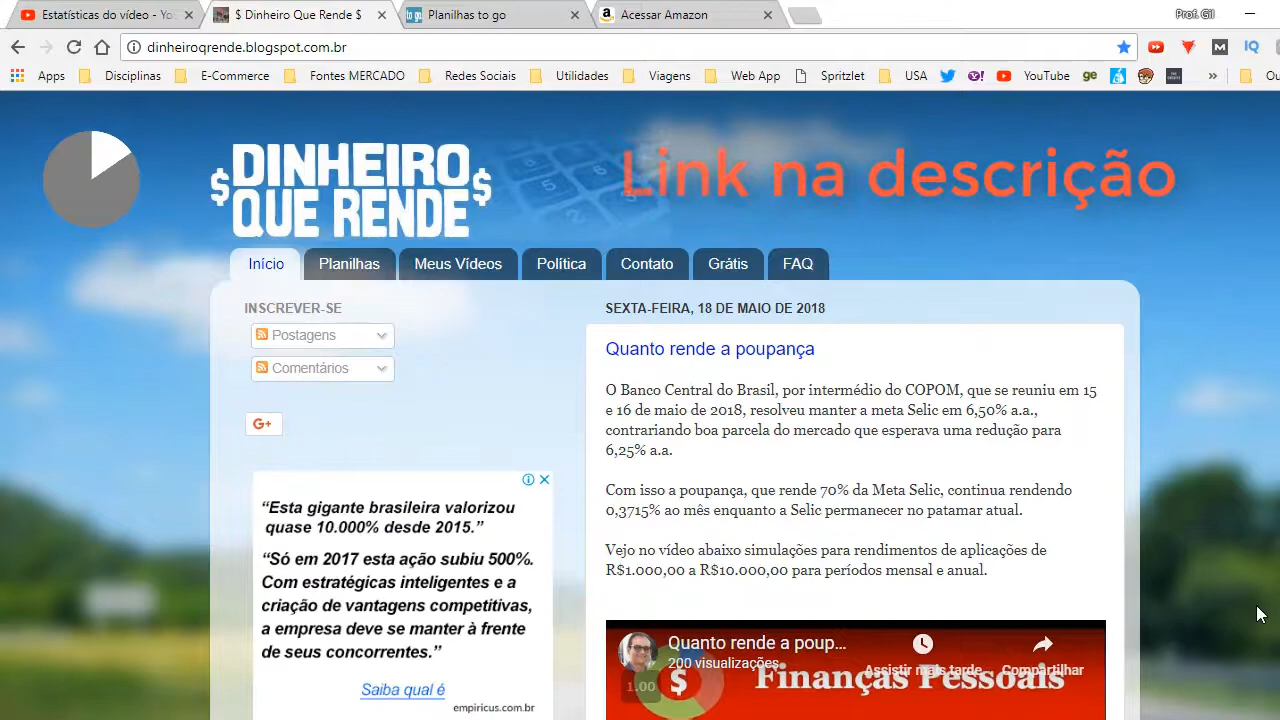 Estatísticas do vídeo - Yo
$ Dinheiro Que Rende $
Planilhas to go
Acessar Amazon
Prof. Gil
dinheiroqrende.blogspot.com.br
Apps
Disciplinas
E-Commerce
Fontes MERCADO
Redes Sociais
Utilidades
Viagens
Web App
Spritzlet
USA
YouTube
$DINHEIRO$
QUE RENDE
Link na descrição
Início
Planilhas
Meus Vídeos
Política
Contato
Grátis
FAQ
INSCREVER-SE
Postagens
Comentários
G+
“Esta gigante brasileira valorizou
quase 10.000% desde 2015.”
“Só em 2017 esta ação subiu 500%.
Com estratégicas inteligentes e a
criação de vantagens competitivas,
a empresa deve se manter à frente
de seus concorrentes.”
Saiba qual é
empiricus.com.br
SEXTA-FEIRA, 18 DE MAIO DE 2018
Quanto rende a poupança
O Banco Central do Brasil, por intermédio do COPOM, que se reuniu em 15
e 16 de maio de 2018, resolveu manter a meta Selic em 6,50% a.a.,
contrariando boa parcela do mercado que esperava uma redução para
6,25% a.a.
Com isso a poupança, que rende 70% da Meta Selic, continua rendendo
0,3715% ao mês enquanto a Selic permanecer no patamar atual.
Vejo no vídeo abaixo simulações para rendimentos de aplicações de
R$1.000,00 a R$10.000,00 para períodos mensal e anual.
Quanto rende a poup...
200 visualizações
Assistir mais tarde
Compartilhar
1.00
$
Finanças Pessoais